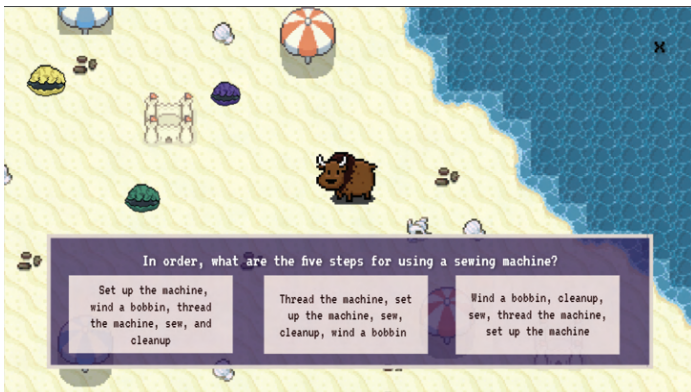 X
In order, what are the five steps for using a sewing machine?
Set up the machine,
wind a bobbin, thread
the machine, sew, and
cleanup
Thread the machine, set
up the machine, sew,
cleanup, wind a bobbin
Wind a bobbin, cleanup,
sew, thread the machine,
set up the machine